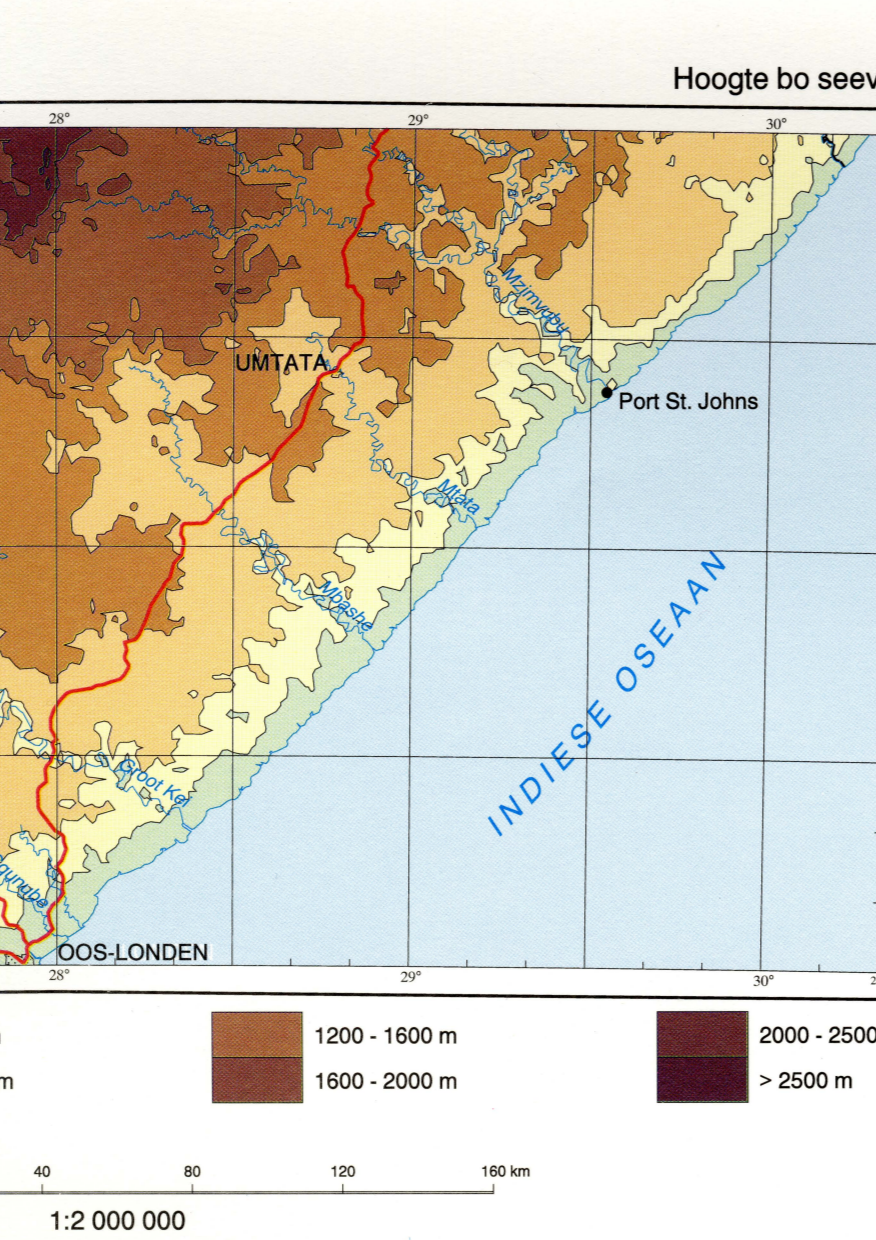 Hoogte bo seev
28° 29° 30°
Mzimvubu
UMTATA
Port St. Johns
Mtata
Mbashe
INDIESE OSEAAN
Groot Kei
OOS-LONDEN
28° 29° 30°
1200 - 1600 m
2000 - 2500
m
1600 - 2000 m
> 2500 m
40 80 120 160 km
1:2 000 000